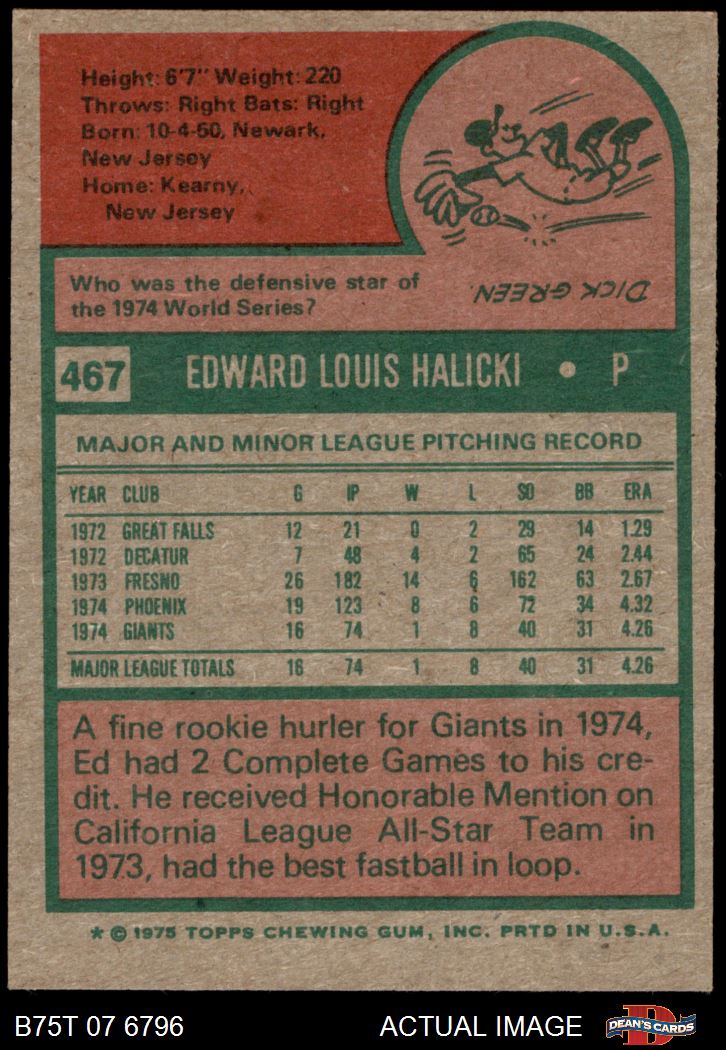 Height: 6'7" Weight: 220
Throws: Right Bats: Right
Born: 10-4-50, Newark,
New Jersey
Home: Kearny,
New Jersey
Who was the defensive star of
the 1974 World Series?
DICK GREEN.
467 EDWARD LOUIS HALICKI • P
MAJOR AND MINOR LEAGUE PITCHING RECORD
YEAR CLUB G IP W L SO BB ERA
1972 GREAT FALLS 12 21 0 2 29 14 1.29
1972 DECATUR 7 48 4 2 65 24 2.44
1973 FRESNO 26 182 14 6 162 63 2.67
1974 PHOENIX 19 123 8 6 72 34 4.32
1974 GIANTS 16 74 1 8 40 31 4.26
MAJOR LEAGUE TOTALS 16 74 1 8 40 31 4.26
A fine rookie hurler for Giants in 1974,
Ed had 2 Complete Games to his cre-
dit. He received Honorable Mention on
California League All-Star Team in
1973, had the best fastball in loop.
* © 1975 TOPPS CHEWING GUM, INC. PRTD IN U.S.A.
B75T 07 6796 ACTUAL IMAGE D DEAN'S CARDS